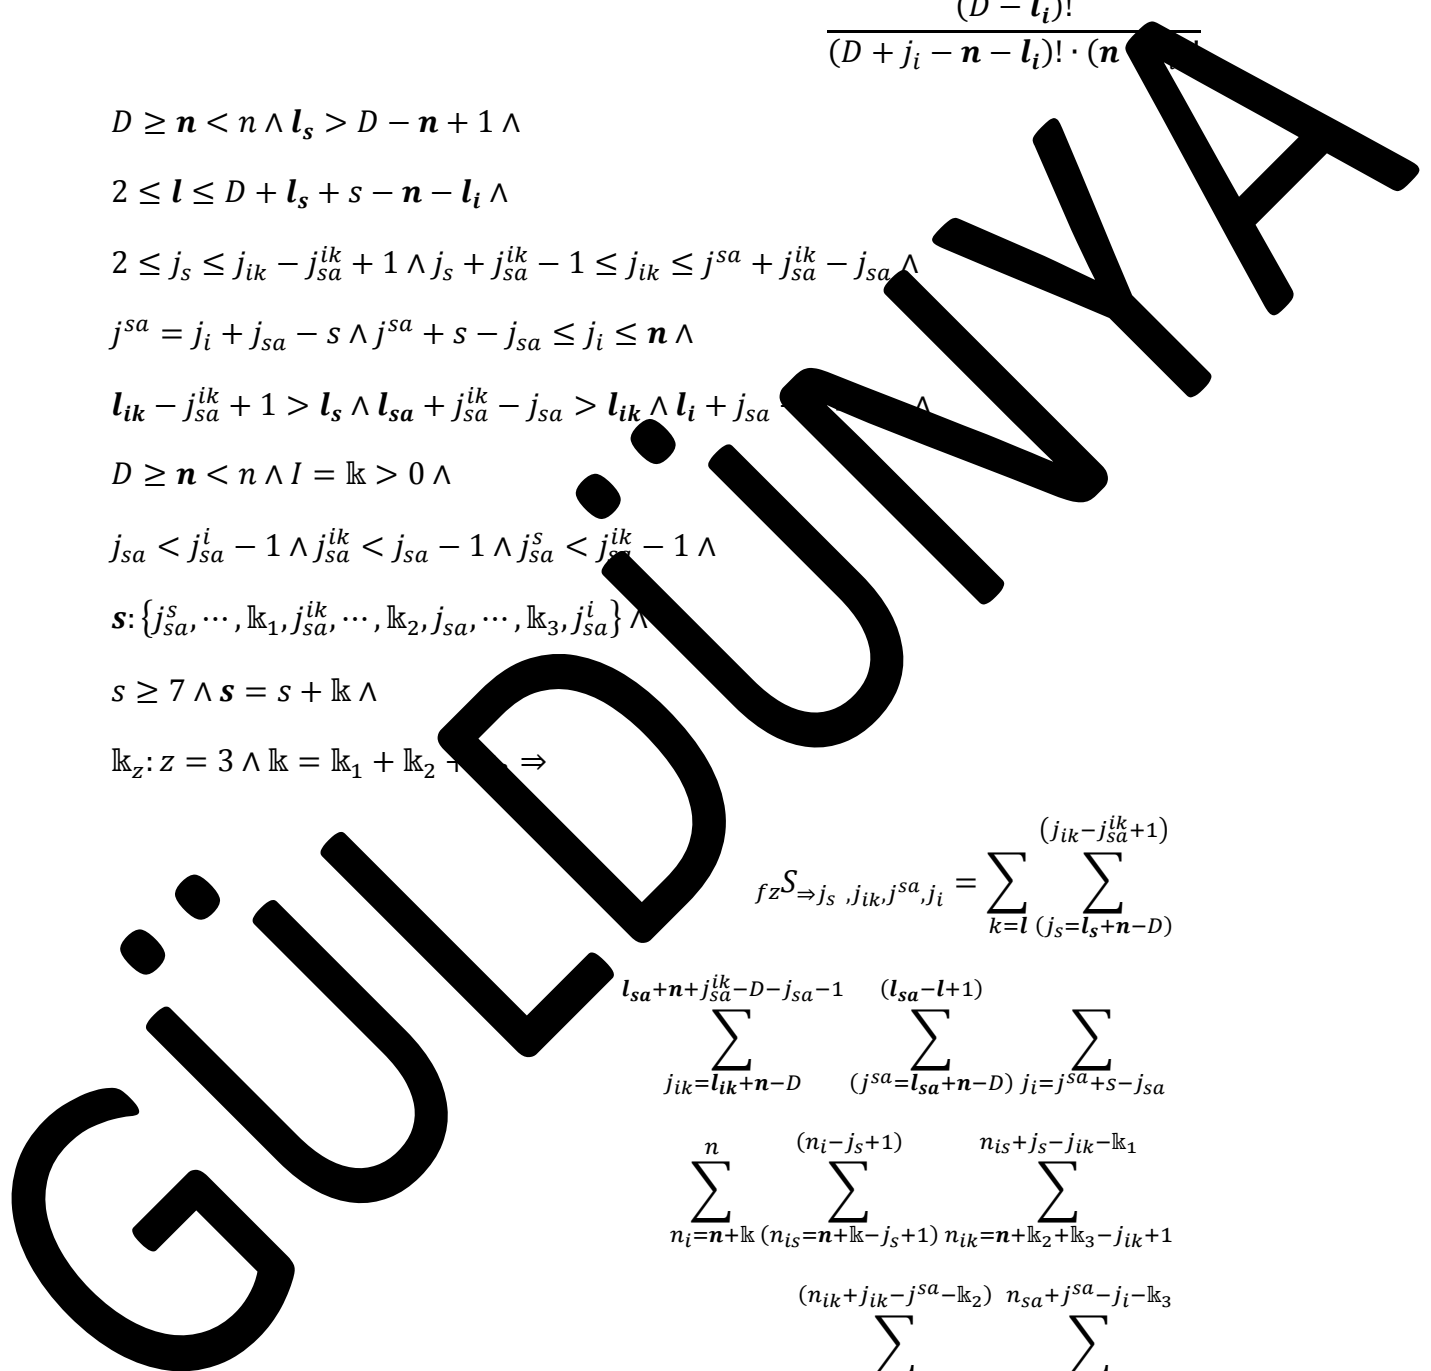 (D − l_i)!
(D + j_i − n − l_i)! · (n
D ≥ n < n ∧ l_s > D − n + 1 ∧
2 ≤ l ≤ D + l_s + s − n − l_i ∧
2 ≤ j_s ≤ j_ik − j_sa^ik + 1 ∧ j_s + j_sa^ik − 1 ≤ j_ik ≤ j^sa + j_sa^ik − j_sa ∧
j^sa = j_i + j_sa − s ∧ j^sa + s − j_sa ≤ j_i ≤ n ∧
l_ik − j_sa^ik + 1 > l_s ∧ l_sa + j_sa^ik − j_sa > l_ik ∧ l_i + j_sa ∧
D ≥ n < n ∧ I = 𝕜 > 0 ∧
j_sa < j_sa^i − 1 ∧ j_sa^ik < j_sa − 1 ∧ j_sa^s < j_sa^ik − 1 ∧
s: {j_sa^s, ⋯ , 𝕜_1, j_sa^ik, ⋯ , 𝕜_2, j_sa, ⋯ , 𝕜_3, j_sa^i} ∧
s ≥ 7 ∧ s = s + 𝕜 ∧
𝕜_z: z = 3 ∧ 𝕜 = 𝕜_1 + 𝕜_2 + ⇒
(j_ik−j_sa^ik+1)
fzS⇒j_s ,j_ik,j^sa,j_i = ∑ ∑
k=l (j_s=l_s+n−D)
l_sa+n+j_sa^ik−D−j_sa−1 (l_sa−l+1)
∑ ∑ ∑
j_ik=l_ik+n−D (j^sa=l_sa+n−D) j_i=j^sa+s−j_sa
n (n_i−j_s+1) n_is+j_s−j_ik−𝕜_1
∑ ∑ ∑
n_i=n+𝕜 (n_is=n+𝕜−j_s+1) n_ik=n+𝕜_2+𝕜_3−j_ik+1
(n_ik+j_ik−j^sa−𝕜_2) n_sa+j^sa−j_i−𝕜_3
∑ ∑
GÜLDÜNYA